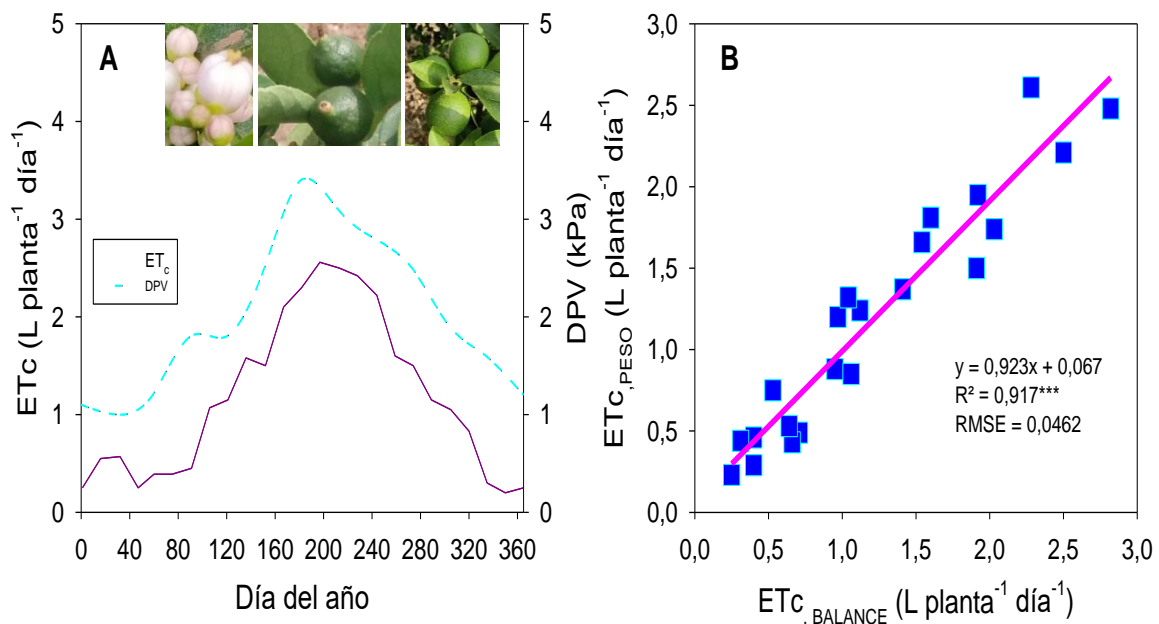 A
ETc (L planta⁻¹ día⁻¹)
5
4
3
2
1
0
ETc
DPV
0 40 80 120 160 200 240 280 320 360
Día del año
5
4
3
2
1
0
DPV (kPa)
B
ETc,PESO (L planta⁻¹ día⁻¹)
3,0
2,5
2,0
1,5
1,0
0,5
0,0
y = 0,923x + 0,067
R² = 0,917***
RMSE = 0,0462
0,0 0,5 1,0 1,5 2,0 2,5 3,0
ETc, BALANCE (L planta⁻¹ día⁻¹)